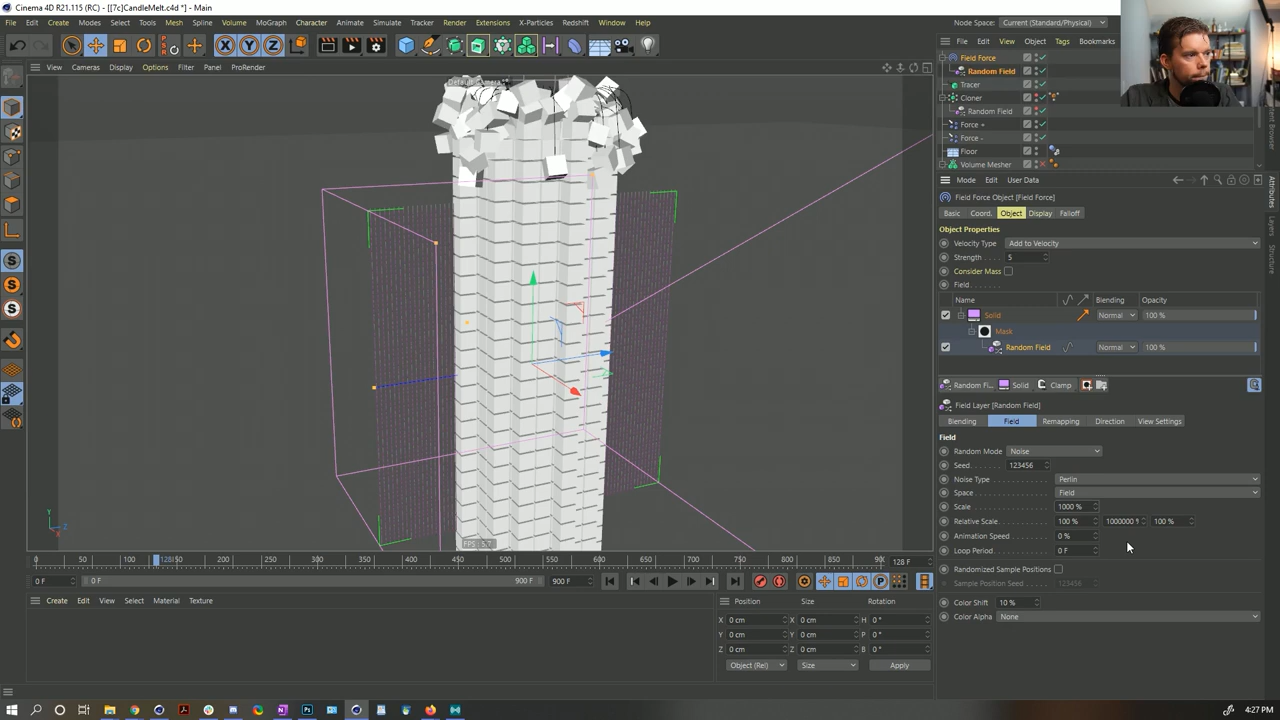 Cinema 4D R21.115 (RC) - [[7c]CandleMelt.c4d *] - Main
File Edit Create Modes Select Tools Mesh Spline Volume MoGraph Character Animate Simulate Tracker Render Extensions X-Particles Redshift Window Help
Node Space: Current (Standard/Physical)
View Cameras Display Options Filter Panel ProRender
File Edit View Object Tags Bookmarks
Field Force
Random Field
Tracer
Cloner
Random Field
Force +
Force -
Floor
Volume Mesher
Mode Edit User Data
Field Force Object [Field Force]
Basic Coord. Object Display Falloff
Object Properties
Velocity Type Add to Velocity
Strength 5
Consider Mass
Field
Name Blending Opacity
Solid Normal 100 %
Mask
Random Field Normal 100 %
Random Fi... Solid Clamp
Field Layer [Random Field]
Blending Field Remapping Direction View Settings
Field
Random Mode Noise
Seed 123456
Noise Type Perlin
Space Field
Scale 1000 %
Relative Scale 100 % 1000000 100 %
Animation Speed 0 %
Loop Period 0 F
Randomized Sample Positions
Sample Position Seed 123456
Color Shift 10 %
Color Alpha None
Attributes
Layers
Structure
0 50 100 128 150 200 250 300 350 400 450 500 550 600 650 700 750 800 850 900 128 F
0 F 0 F 900 F 900 F
Create Edit View Select Material Texture
Position Size Rotation
X 0 cm X 0 cm H 0 °
Y 0 cm Y 0 cm P 0 °
Z 0 cm Z 0 cm B 0 °
Object (Rel) Size Apply
4:27 PM